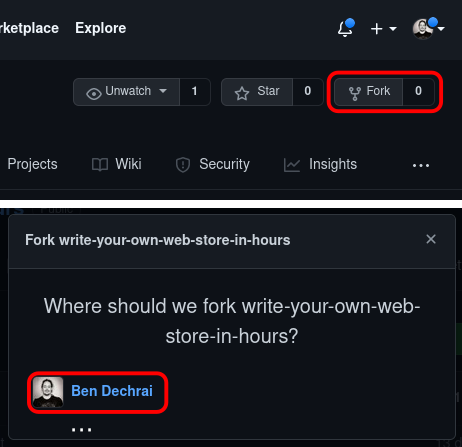 rketplace Explore
Unwatch 1 Star 0 Fork 0
Projects Wiki Security Insights ...
Fork write-your-own-web-store-in-hours
Where should we fork write-your-own-web-
store-in-hours?
Ben Dechrai
...